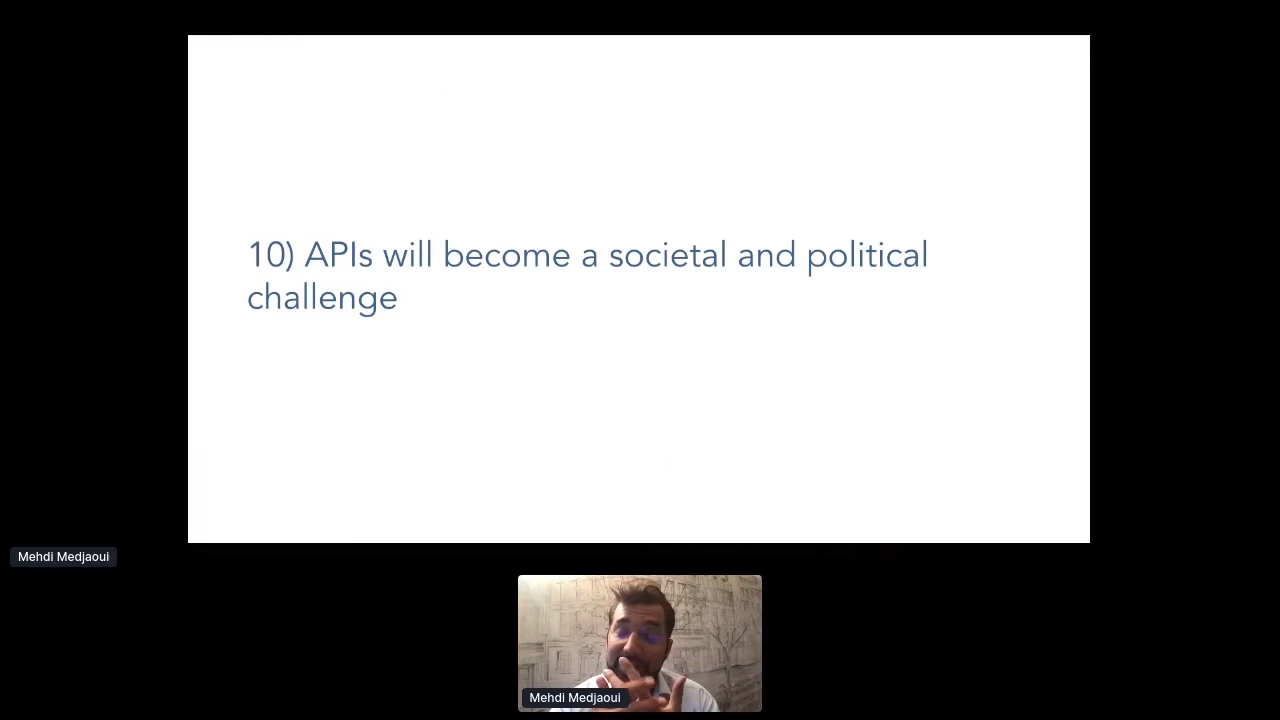 10) APIs will become a societal and political
challenge
Mehdi Medjaoui
Mehdi Medjaoui